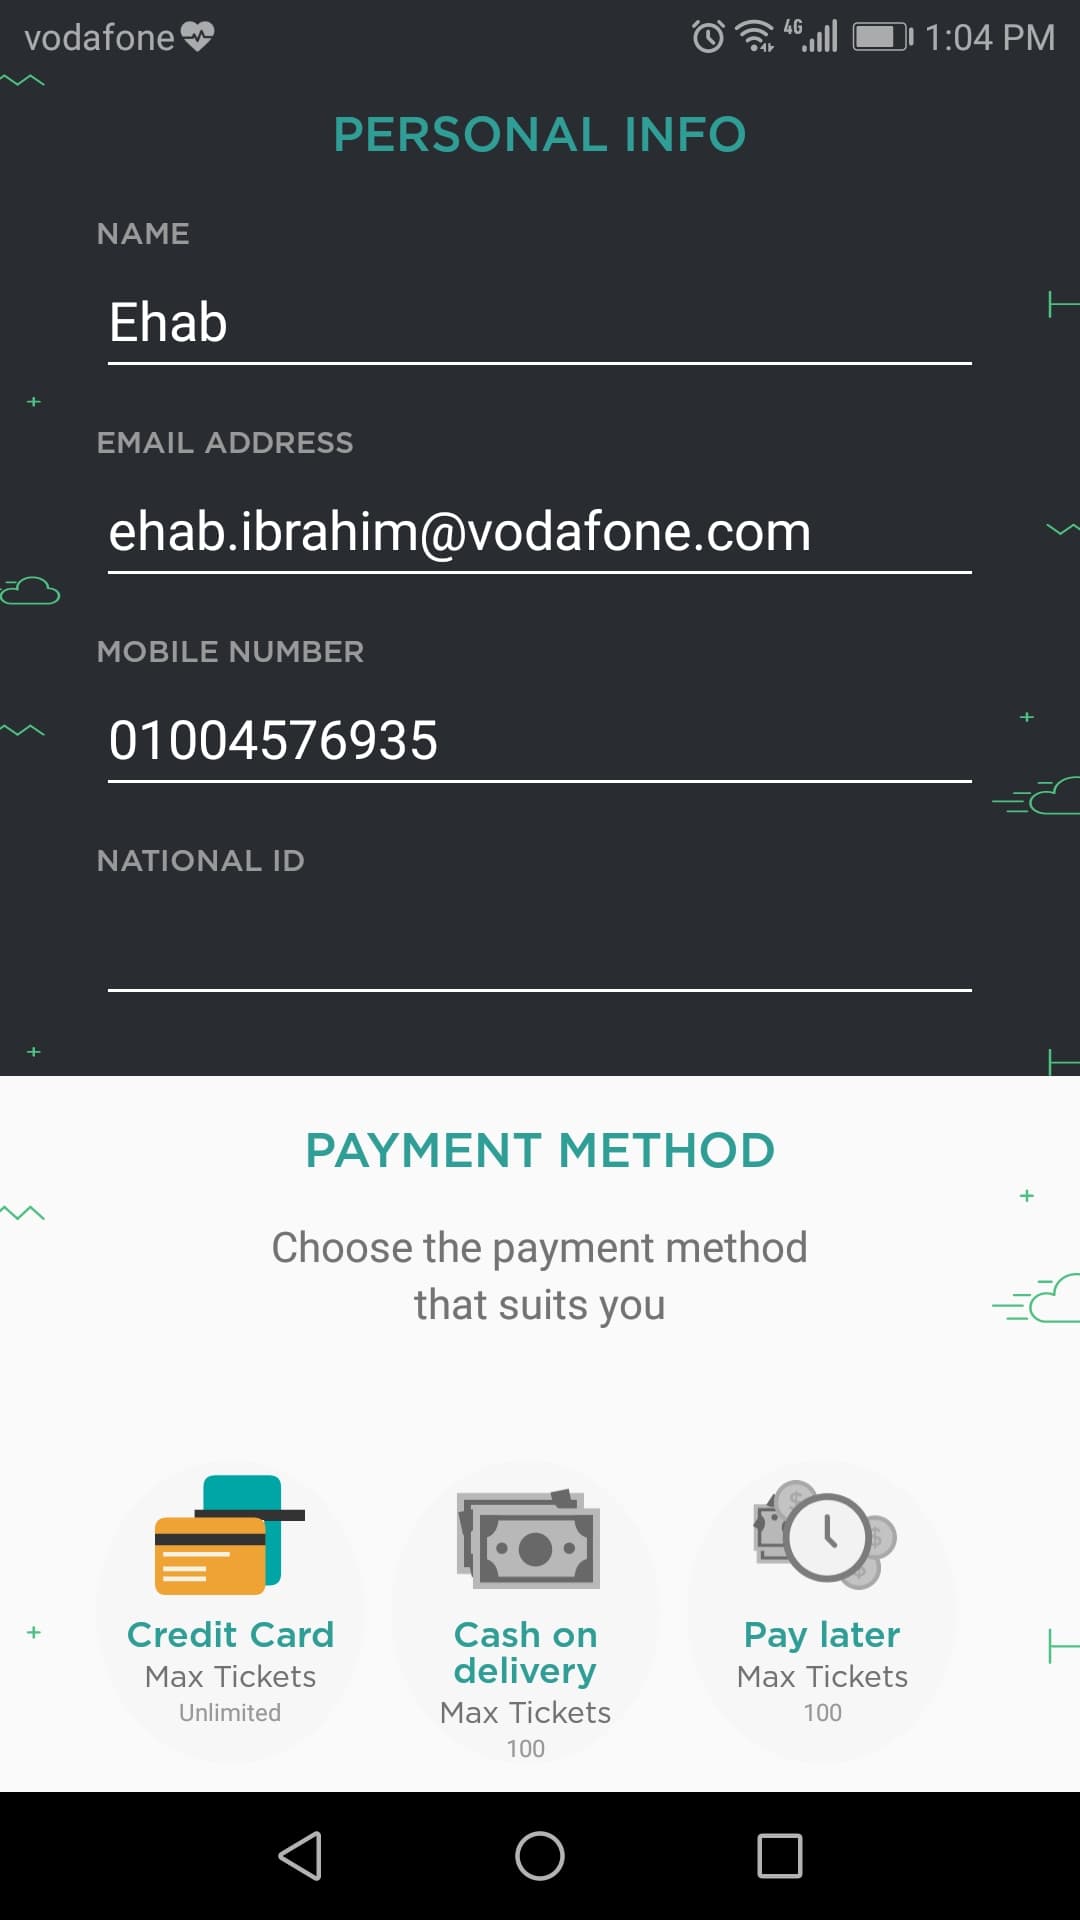 vodafone 4G 1:04 PM
PERSONAL INFO
NAME
Ehab
EMAIL ADDRESS
ehab.ibrahim@vodafone.com
MOBILE NUMBER
01004576935
NATIONAL ID
PAYMENT METHOD
Choose the payment method
that suits you
Credit Card
Max Tickets
Unlimited
Cash on
delivery
Max Tickets
100
Pay later
Max Tickets
100